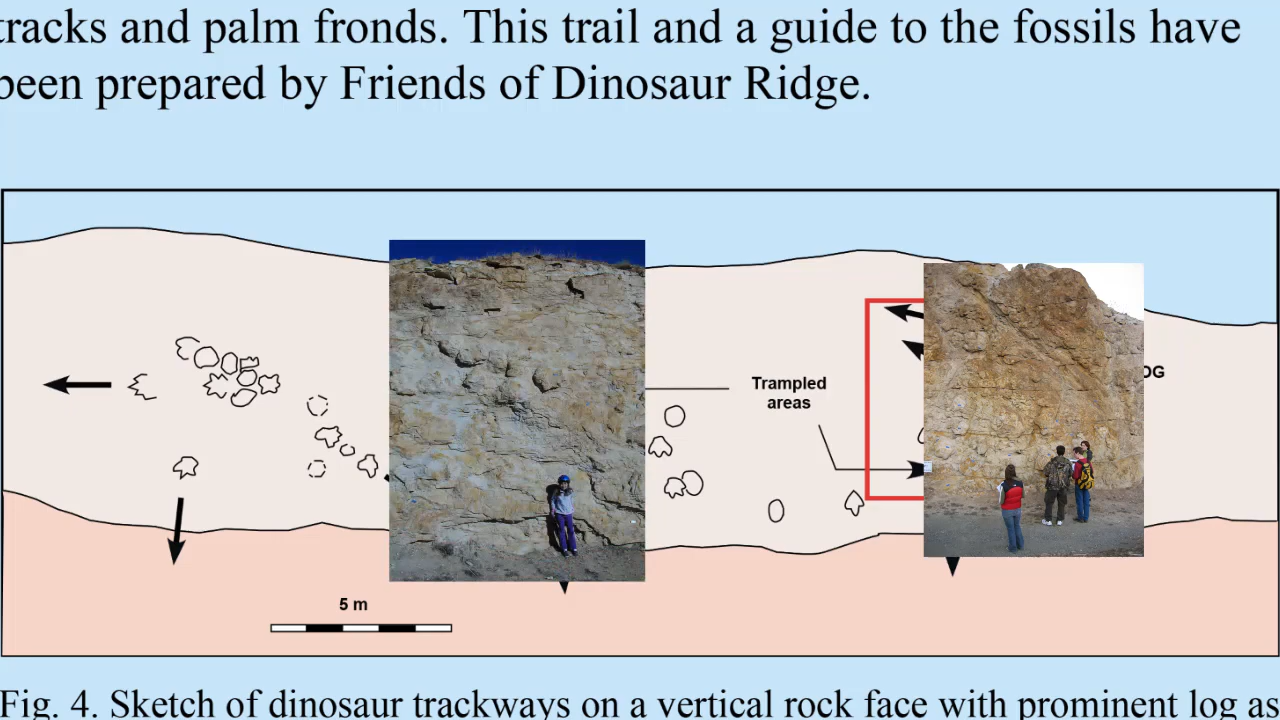 tracks and palm fronds. This trail and a guide to the fossils have
been prepared by Friends of Dinosaur Ridge.
Trampled
areas
OG
5 m
Fig. 4. Sketch of dinosaur trackways on a vertical rock face with prominent log as